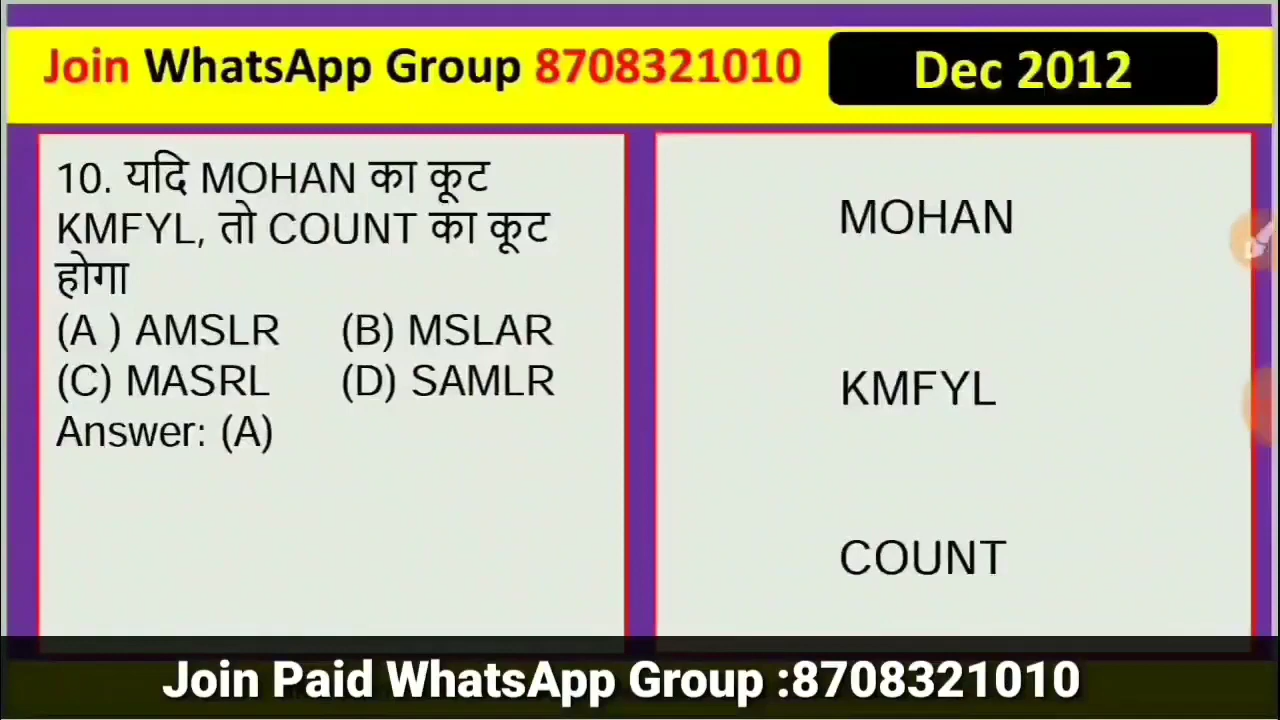 Join WhatsApp Group 8708321010
Dec 2012
10. यदि MOHAN का कूट
KMFYL, तो COUNT का कूट
होगा
(A ) AMSLR (B) MSLAR
(C) MASRL (D) SAMLR
Answer: (A)
MOHAN
KMFYL
COUNT
Join Paid WhatsApp Group :8708321010